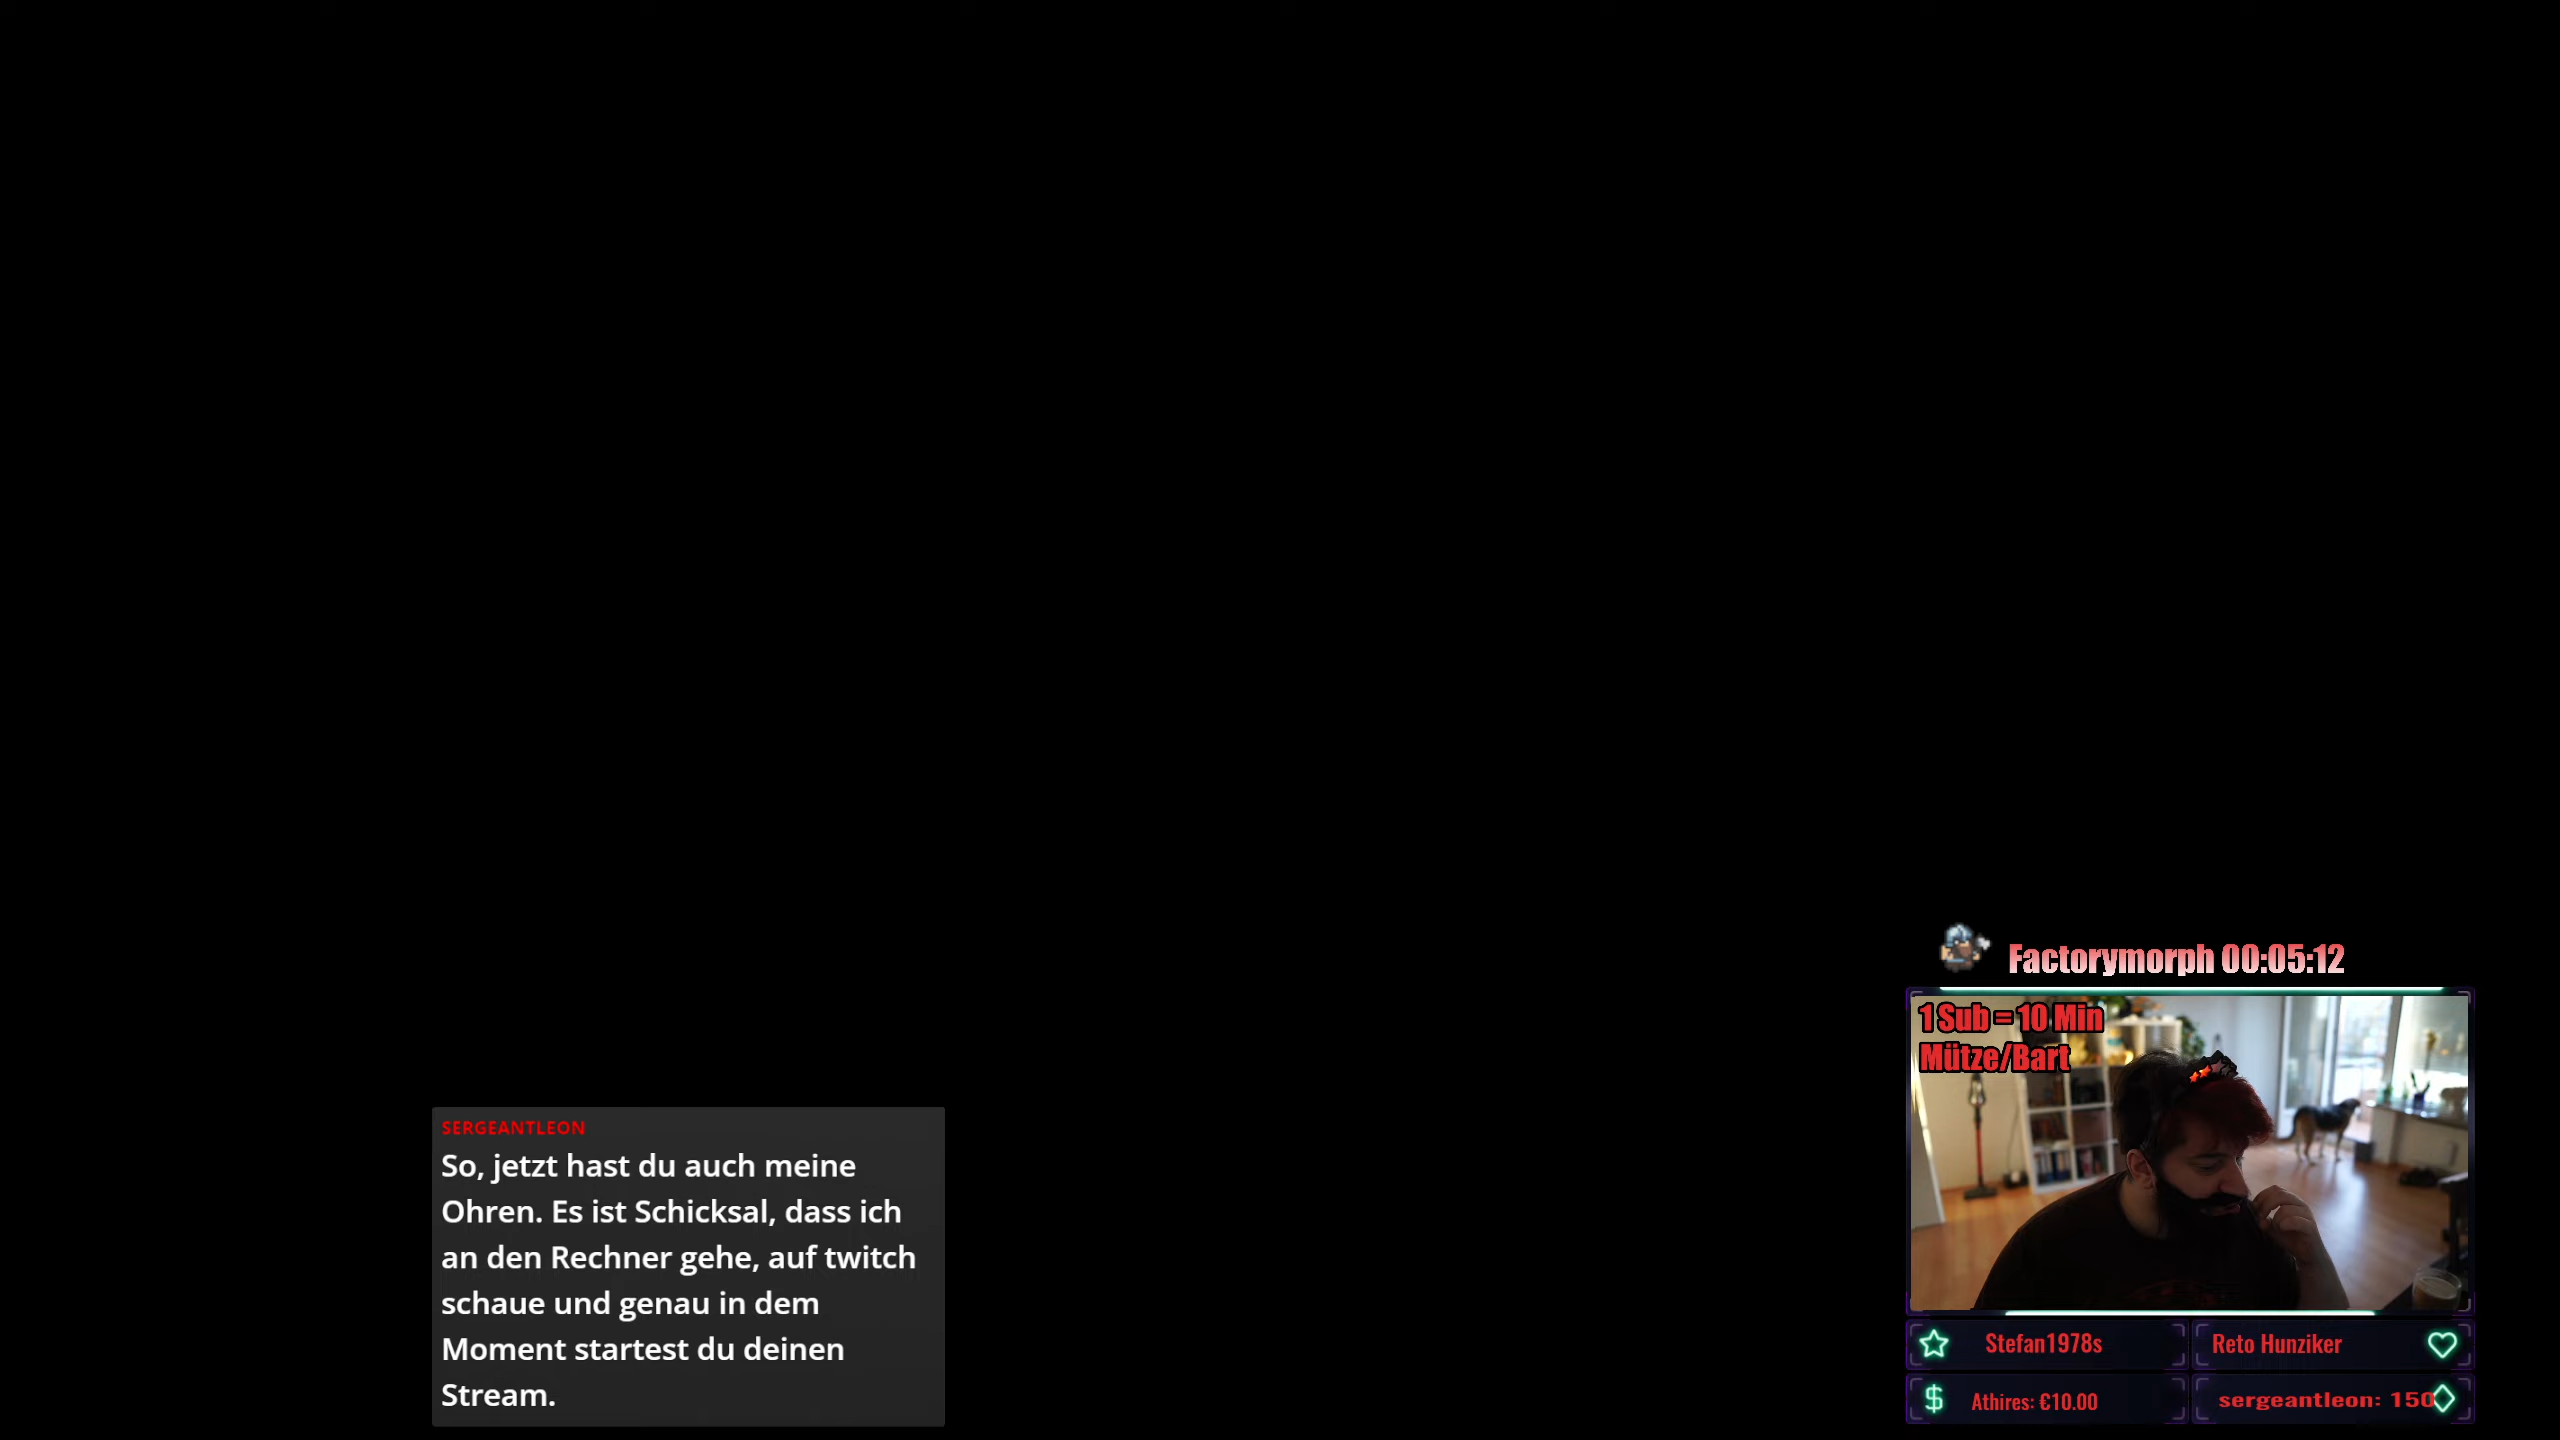 Factorymorph 00:05:12
1 Sub = 10 Min
Mütze/Bart
SERGEANTLEON
So, jetzt hast du auch meine
Ohren. Es ist Schicksal, dass ich
an den Rechner gehe, auf twitch
schaue und genau in dem
Moment startest du deinen
Stream.
Stefan1978s
Reto Hunziker
$ Athires: €10.00
sergeantleon: 150